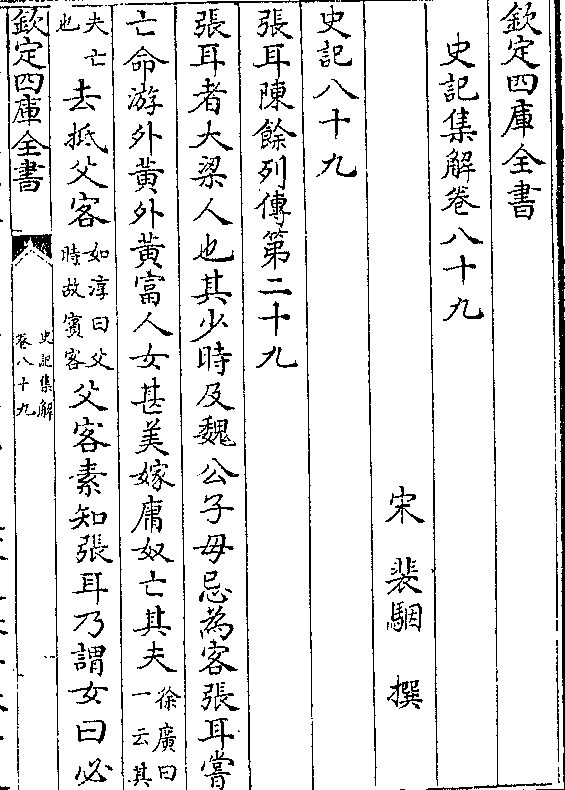 欽定四庫全書
史記集解卷八十九
宋 裴駰 撰
史記八十九
張耳陳餘列傳第二十九
張耳者大梁人也其少時及魏公子毋忌為客張耳嘗
亡命游外黃外黃富人女甚美嫁庸奴亡其夫徐廣曰一云其
夫亡也去抵父客如淳曰父時故賓客父客素知張耳乃謂女曰必
欽定四庫全書
史記集解
卷八十九